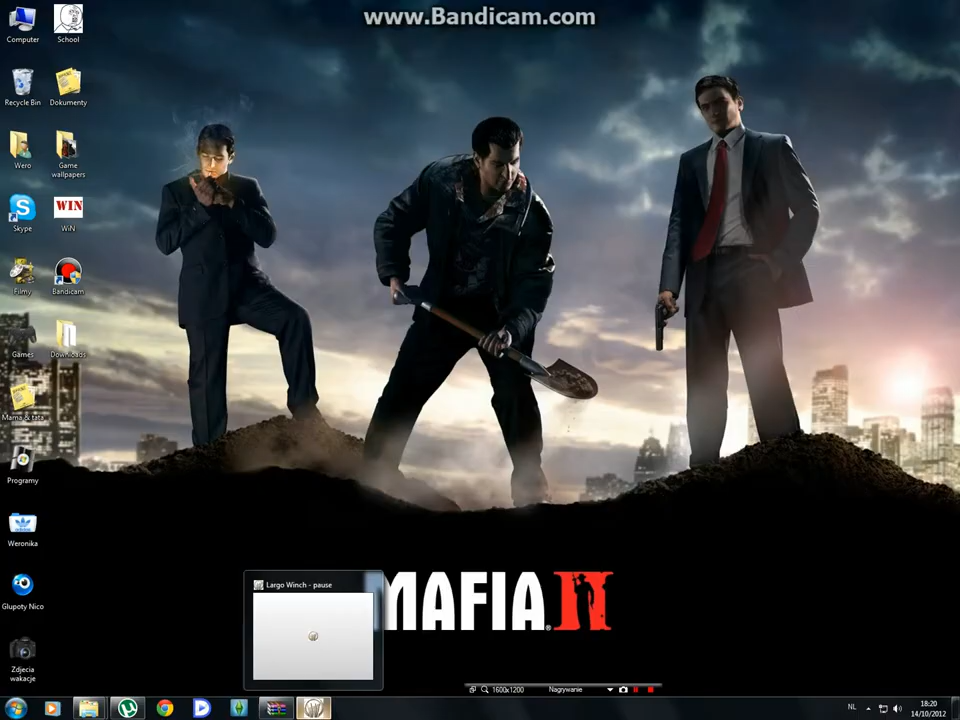 www.Bandicam.com
Computer
School
Recycle Bin
Dokumenty
Wero
Game
wallpapers
Skype
WIN
WiN
Filmy
Bandicam
Games
Downloads
Mama & tata
Programy
Weronika
Glupoty Nico
Zdjecia
wakacje
MAFIA II
Largo Winch - pause
1600x1200
Nagrywanie
NL
18:20
14/10/2012